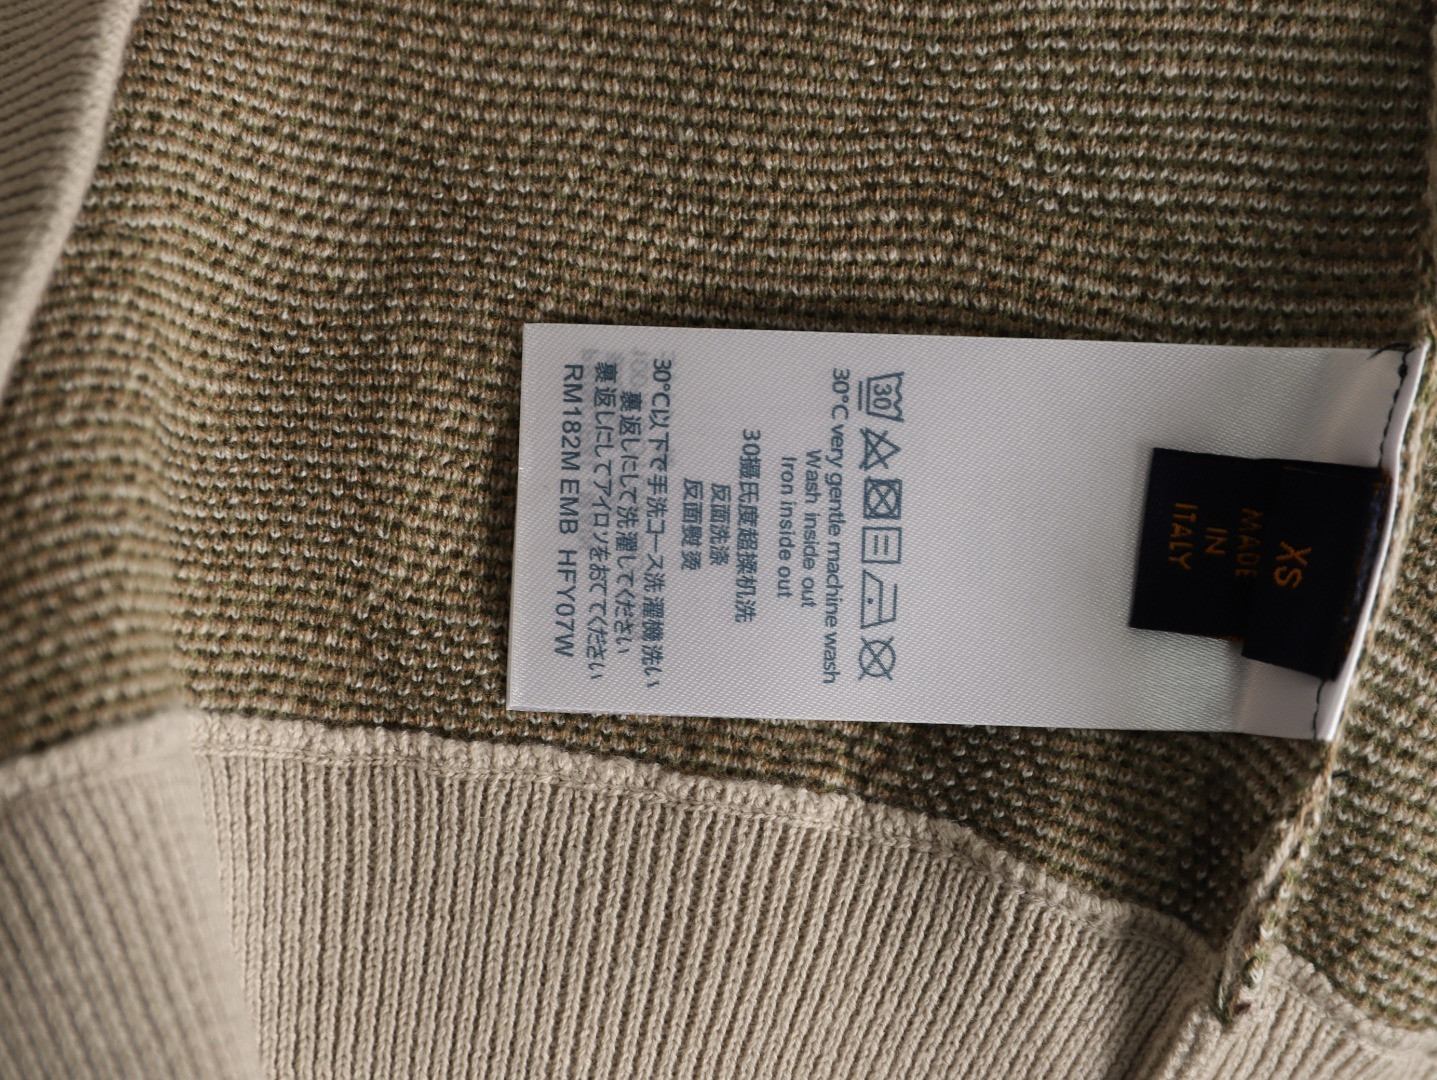 XS
MADE
IN
ITALY
30
30°C very gentle machine wash
Wash inside out
Iron inside out
30摄氏度超揉机洗
反面洗涤
反面熨烫
30°C以下で手洗コース洗濯機洗い
裏返しにして洗濯してください
裏返しにしてアイロンをおててください
RM182M EMB HFY07W